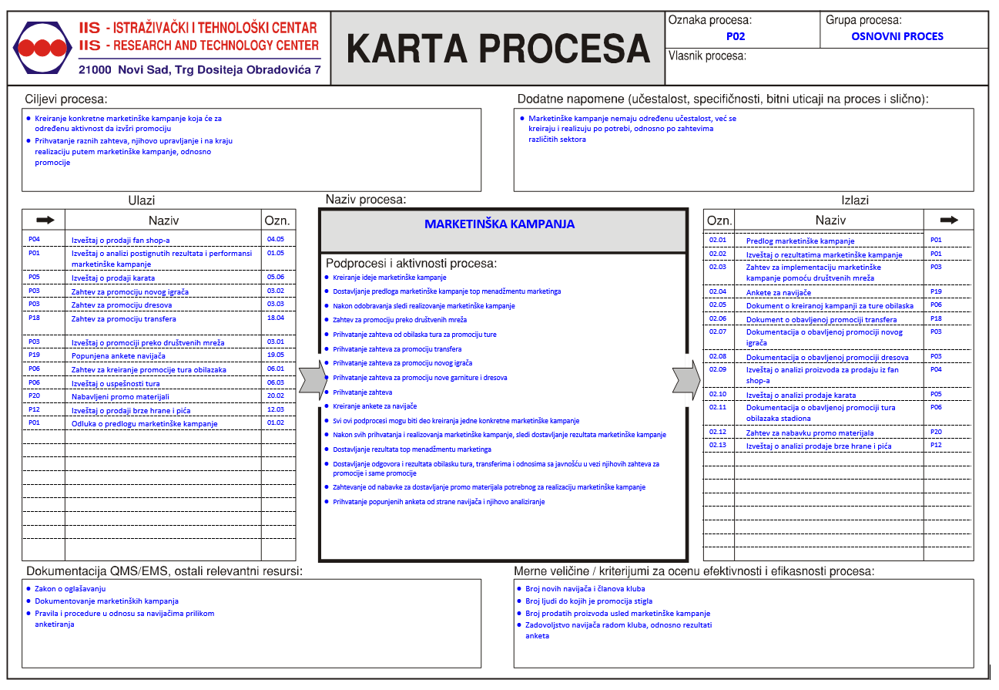 IIS - ISTRAŽIVAČKI I TEHNOLOŠKI CENTAR
IIS - RESEARCH AND TECHNOLOGY CENTER
21000 Novi Sad, Trg Dositeja Obradovića 7
KARTA PROCESA
Oznaka procesa:
P02
Grupa procesa:
OSNOVNI PROCES
Vlasnik procesa:
Ciljevi procesa:
• Kreiranje konkretne marketinške kampanje koja će za
određenu aktivnost da izvšri promociju
• Prihvatanje raznih zahteva, njihovo upravljanje i na kraju
realizaciju putem marketinške kampanje, odnosno
promocije
Dodatne napomene (učestalost, specifičnosti, bitni uticaji na proces i slično):
• Marketinške kampanje nemaju određenu učestalost, već se
kreiraju i realizuju po potrebi, odnosno po zahtevima
različitih sektora
Ulazi
Naziv Ozn.
P04 Izveštaj o prodaji fan shop-a 04.05
P01 Izveštaj o analizi postignutih rezultata i performansi 01.05
marketinške kampanje
P05 Izveštaj o prodaji karata 05.06
P03 Zahtev za promociju novog igrača 03.02
P03 Zahtev za promociju dresova 03.03
P18 Zahtev za promociju transfera 18.04
P03 Izveštaj o promociji preko društvenih mreža 03.01
P19 Popunjena ankete navijača 19.05
P06 Zahtev za kreiranje promocije tura obilazaka 06.01
P06 Izveštaj o uspešnosti tura 06.03
P20 Nabavljeni promo materijali 20.02
P12 Izveštaj o prodaji brze hrane i pića 12.03
P01 Odluka o predlogu marketinške kampanje 01.02
Naziv procesa:
MARKETINŠKA KAMPANJA
Podprocesi i aktivnosti procesa:
• Kreiranje ideje marketinške kampanje
• Dostavljanje predloga marketinške kampanje top menadžmentu marketinga
• Nakon odobravanja sledi realizovanje marketinške kampanje
• Zahtev za promociju preko društvenih mreža
• Prihvatanje zahteva od obilaska tura za promociju ture
• Prihvatanje zahteva za promociju transfera
• Prihvatanje zahteva za promociju novog igrača
• Prihvatanje zahteva za promociju nove garniture i dresova
• Prihvatanje zahteva
• Kreiranje ankete za navijače
• Svi ovi podprocesi mogu biti deo kreiranja jedne konkretne marketinške kampanje
• Nakon svih prihvatanja i realizovanja marketinške kampanje, sledi dostavljanje rezultata marketinške kampanje
• Dostavljanje rezultata top menadžmentu marketinga
• Dostavljanje odgovora i rezultata obilasku tura, transferima i odnosima sa javnošću u vezi njihovih zahteva za
promocije i same promocije
• Zahtevanje od nabavke za dostavljanje promo materijala potrebnog za realizaciju marketinške kampanje
• Prihvatanje popunjenih anketa od strane navijača i njihovo analiziranje
Izlazi
Ozn. Naziv
02.01 Predlog marketinške kampanje P01
02.02 Izveštaj o rezultatima marketinške kampanje P01
02.03 Zahtev za implementaciju marketinške P03
kampanje pomoću društvenih mreža
02.04 Ankete za navijače P19
02.05 Dokument o kreiranoj kampanji za ture obilaska P06
02.06 Dokument o obavljenoj promociji transfera P18
02.07 Dokumentacija o obavljenoj promociji novog P03
igrača
02.08 Dokumentacija o obavljenoj promociji dresova P03
02.09 Izveštaj o analizi proizvoda za prodaju iz fan P04
shop-a
02.10 Izveštaj o analizi prodaje karata P05
02.11 Dokumentacija o obavljenoj promociji tura P06
obilazaka stadiona
02.12 Zahtev za nabavku promo materijala P20
02.13 Izveštaj o analizi prodaje brze hrane i pića P12
Dokumentacija QMS/EMS, ostali relevantni resursi:
• Zakon o oglašavanju
• Dokumentovanje marketinških kampanja
• Pravila i procedure u odnosu sa navijačima prilikom
anketiranja
Merne veličine / kriterijumi za ocenu efektivnosti i efikasnosti procesa:
• Broj novih navijača i članova kluba
• Broj ljudi do kojih je promocija stigla
• Broj prodatih proizvoda usled marketinške kampanje
• Zadovoljstvo navijača radom kluba, odnosno rezultati
anketa